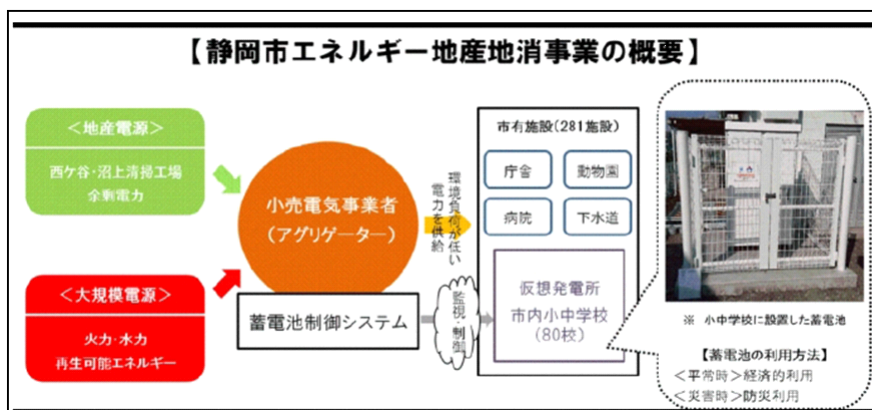 【静岡市エネルギー地産地消事業の概要】
＜地産電源＞
西ケ谷・沼上清掃工場
余剰電力
＜大規模電源＞
火力・水力
再生可能エネルギー
小売電気事業者
（アグリゲーター）
蓄電池制御システム
環境負荷が低い
電力を供給
監視・制御
市有施設（281施設）
庁舎
動物園
病院
下水道
仮想発電所
市内小中学校
（80校）
※ 小中学校に設置した蓄電池
【蓄電池の利用方法】
＜平常時＞経済的利用
＜災害時＞防災利用